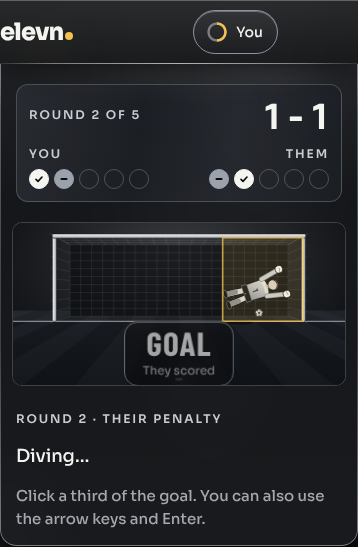 elevn.
You
ROUND 2 OF 5
1 - 1
YOU
THEM
GOAL
They scored
ROUND 2 · THEIR PENALTY
Diving...
Click a third of the goal. You can also use
the arrow keys and Enter.